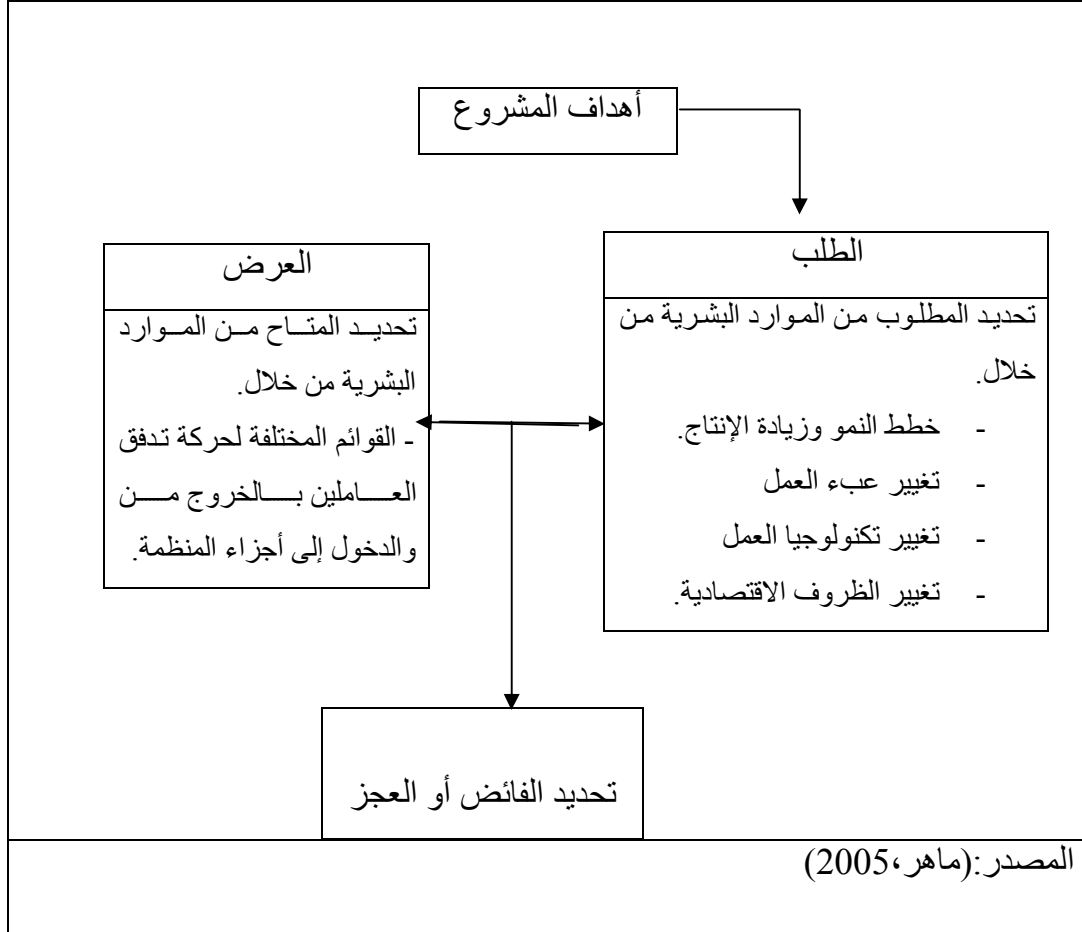 أهداف المشروع
الطلب
تحديد المطلوب من الموارد البشرية من
خلال.
- خطط النمو وزيادة الإنتاج.
- تغيير عبء العمل
- تغيير تكنولوجيا العمل
- تغيير الظروف الاقتصادية.
العرض
تحديد المتاح من الموارد
البشرية من خلال.
- القوائم المختلفة لحركة تدفق
العاملين بالخروج من
والدخول إلى أجزاء المنظمة.
تحديد الفائض أو العجز
المصدر:(ماهر،2005)